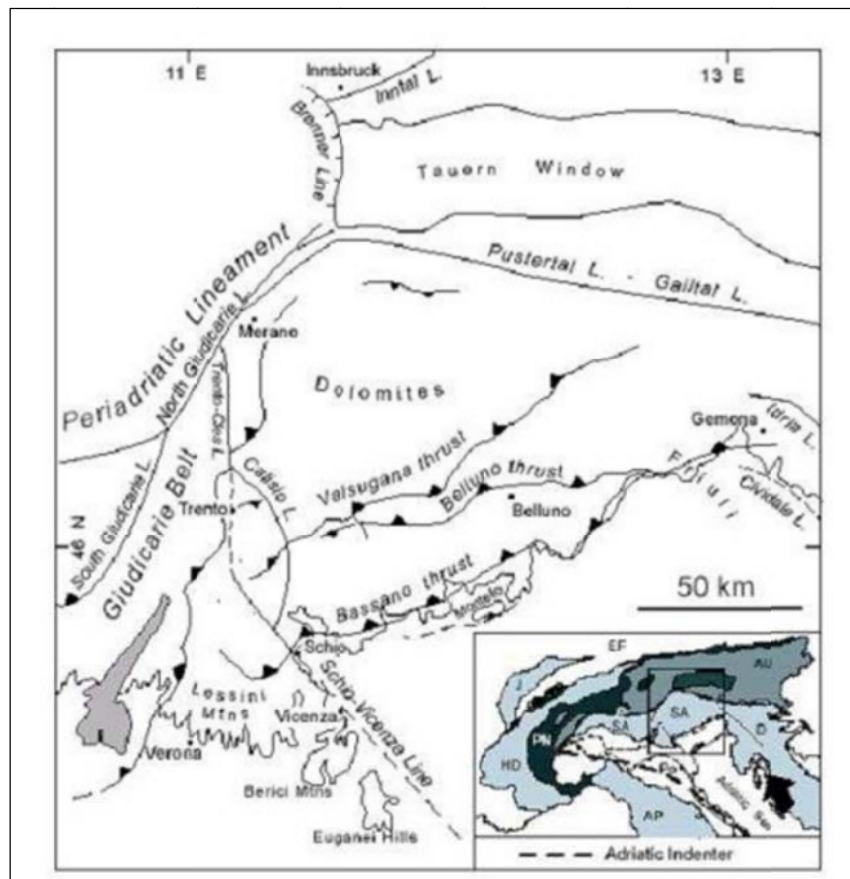 11 E
13 E
Innsbruck
Inntal L.
Brenner Line
Tauern Window
Periadriatic Lineament
Pustertal L. - Gailtal L.
North Giudicarie L.
Merano
Trento-Cles L.
Dolomites
Gemona
Idria L.
Giudicarie Belt
South Giudicarie L.
Calisio L.
Valsugana thrust
Belluno thrust
Friuli
Cividale L.
Trento
Belluno
46 N
Bassano thrust
Montello
50 km
Schio
Schio-Vicenza Line
Lessini
Mtns
Vicenza
Verona
Berici Mtns
Euganei Hills
EF
AU
J
SA
SA
D
PN
HD
AP
Adriatic Sea
Adriatic Indenter